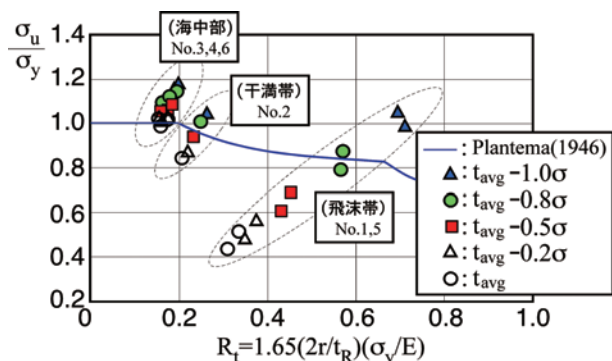 σu/σy
1.4
1.2
1.0
0.8
0.6
0.4
0.2
(海中部)
No.3,4,6
(干満帯)
No.2
(飛沫帯)
No.1,5
: Plantema(1946)
: tavg −1.0σ
: tavg −0.8σ
: tavg −0.5σ
: tavg −0.2σ
: tavg
0 0.2 0.4 0.6 0.8 1.0
Rt=1.65(2r/tR)(σy/E)